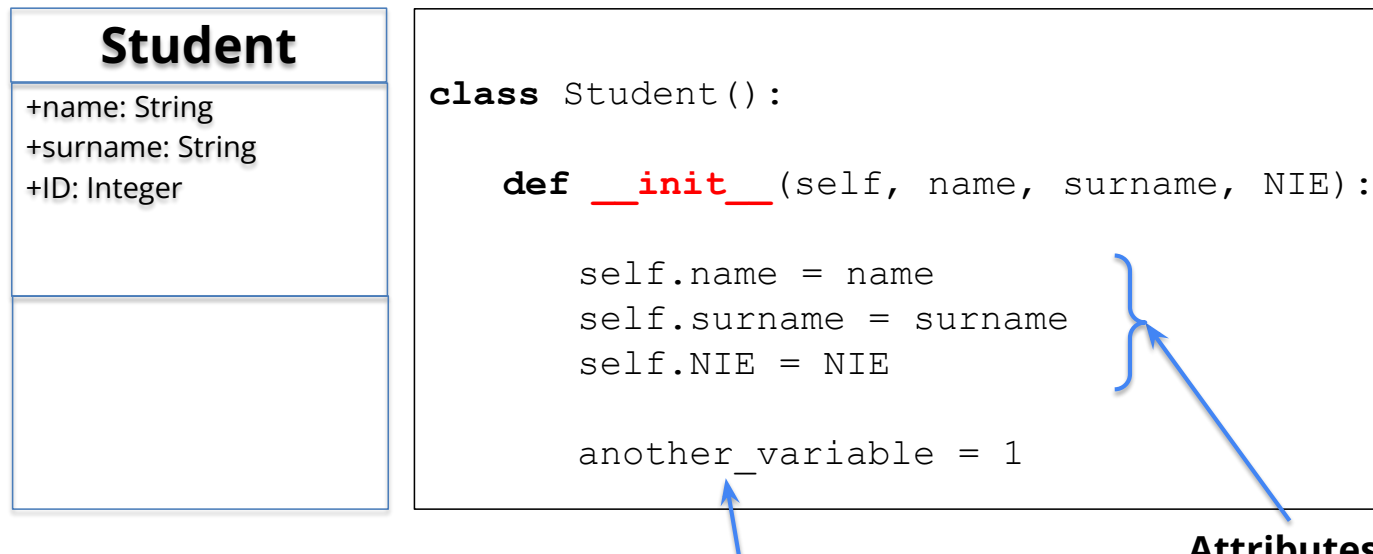 Student
+name: String
+surname: String
+ID: Integer
class Student():
def __init__(self, name, surname, NIE):
self.name = name
self.surname = surname
self.NIE = NIE
another_variable = 1
Attributes